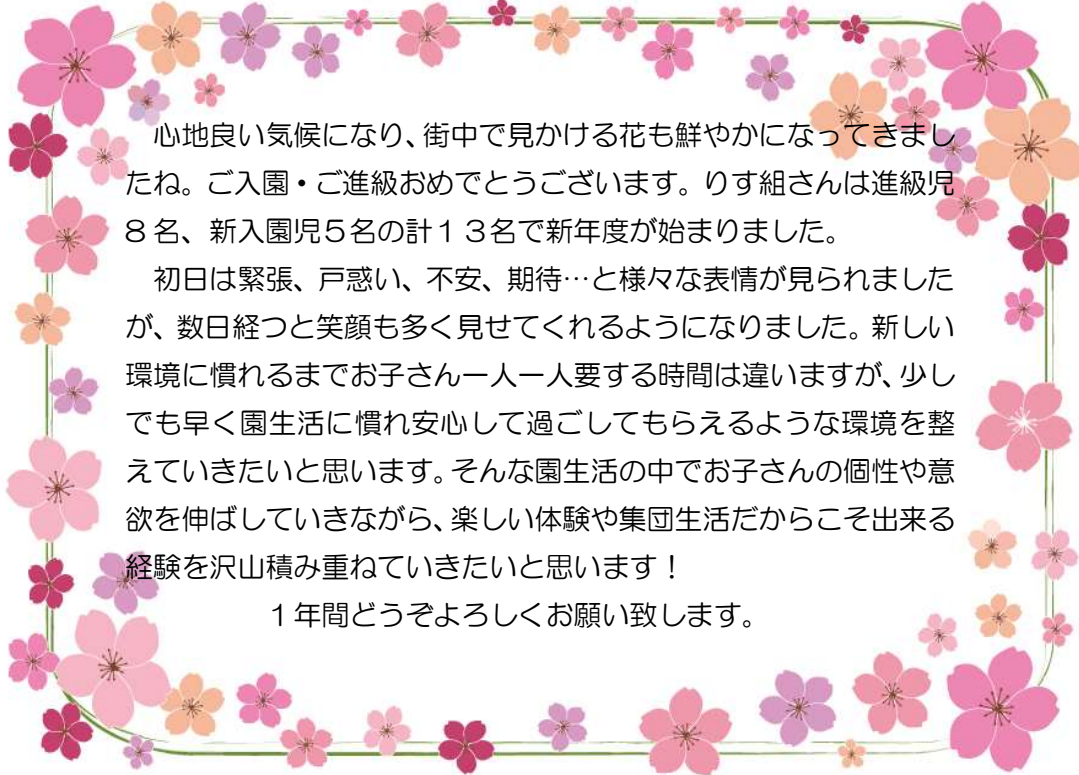 心地良い気候になり、街中で見かける花も鮮やかになってきまし
たね。ご入園・ご進級おめでとうございます。りす組さんは進級児
８名、新入園児５名の計１３名で新年度が始まりました。
初日は緊張、戸惑い、不安、期待…と様々な表情が見られました
が、数日経つと笑顔も多く見せてくれるようになりました。新しい
環境に慣れるまでお子さん一人一人要する時間は違いますが、少し
でも早く園生活に慣れ安心して過ごしてもらえるような環境を整
えていきたいと思います。そんな園生活の中でお子さんの個性や意
欲を伸ばしていきながら、楽しい体験や集団生活だからこそ出来る
経験を沢山積み重ねていきたいと思います！
１年間どうぞよろしくお願い致します。